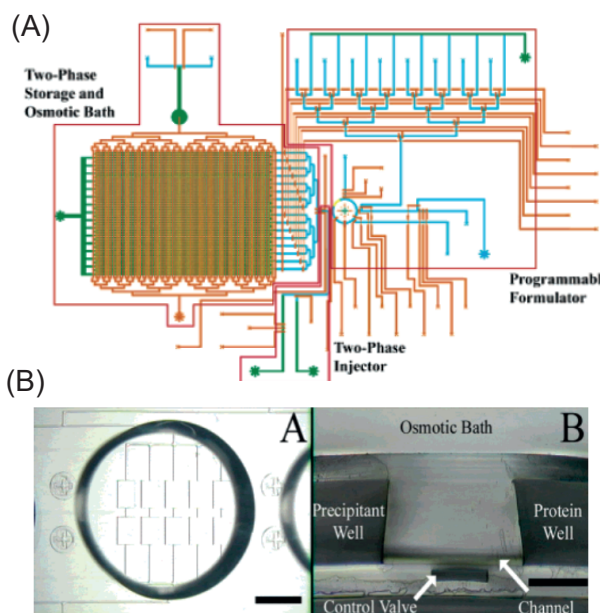 (A)
Two-Phase
Storage and
Osmotic Bath
Programmable
Formulator
Two-Phase
Injector
(B)
A
B
Osmotic Bath
Precipitant
Well
Protein
Well
Control Valve
Channel